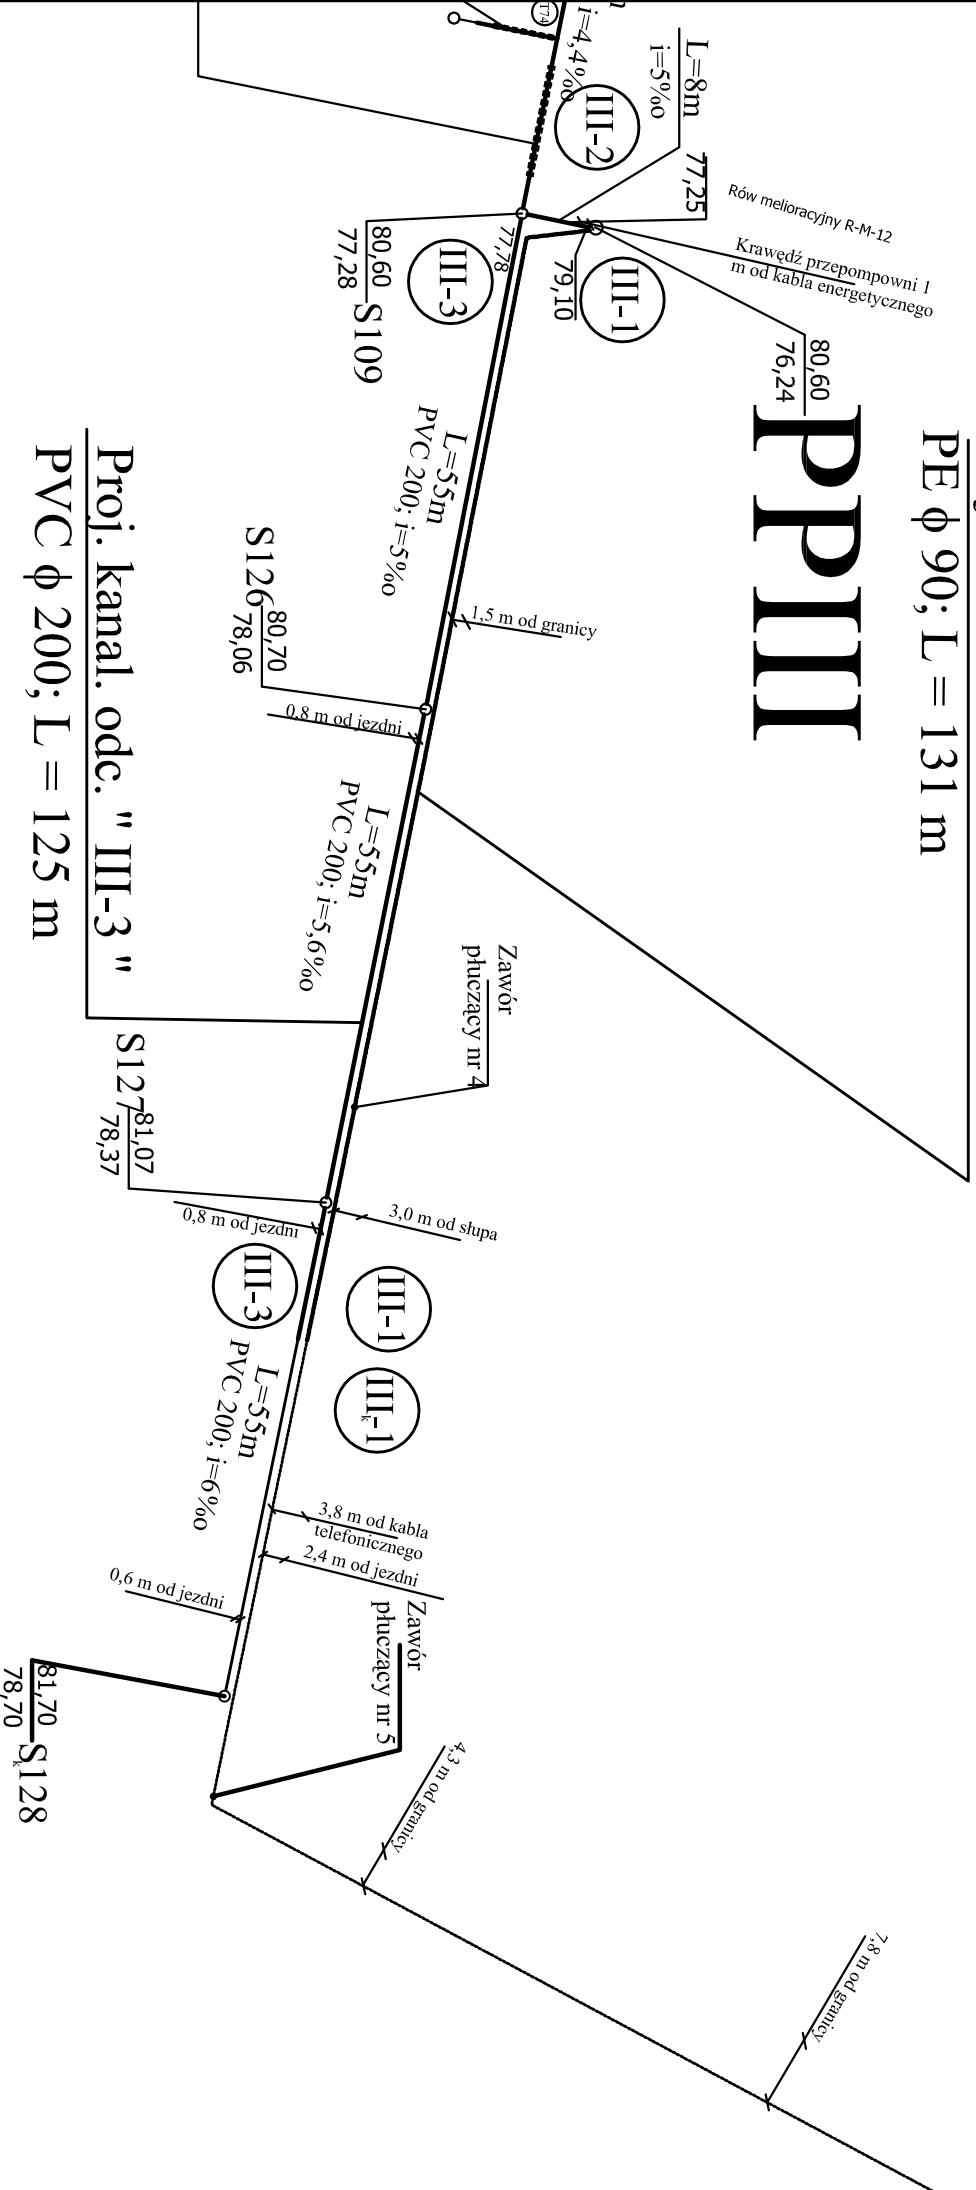 T74
i=4,4‰
III-2
L=8m
i=5‰
77,25
Rów melioracyjny R-M-12
Krawędź przepompowni 1
m od kabla energetycznego
79,10
III-1
77,78
80,60
77,28
S109
III-3
80,60
76,24
PPIII
PE ϕ 90; L = 131 m
L=55m
PVC 200; i=5‰
1,5 m od granicy
S126
80,70
78,06
0,8 m od jezdni
Proj. kanal. odc. " III-3 "
PVC ϕ 200; L = 125 m
L=55m
PVC 200; i=5,6‰
Zawór
płuczący nr 4
S127
81,07
78,37
0,8 m od jezdni
3,0 m od słupa
III-3
III-1
IIIk-1
L=55m
PVC 200; i=6‰
3,8 m od kabla
telefonicznego
2,4 m od jezdni
0,6 m od jezdni
Zawór
płuczący nr 5
81,70
78,70
Sk128
4,3 m od granicy
7,8 m od granicy